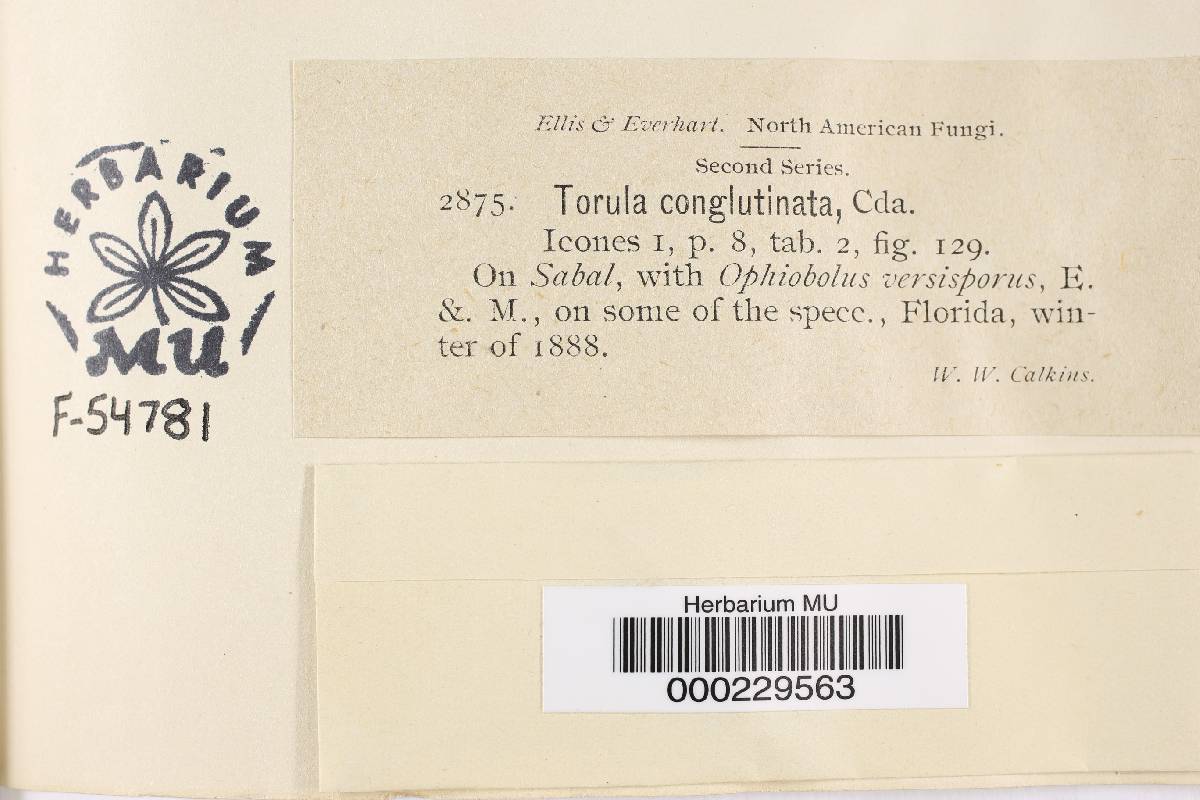 HERBARIUM
MU
F-54781
Ellis & Everhart. North American Fungi.
Second Series.
2875. Torula conglutinata, Cda.
Icones 1, p. 8, tab. 2, fig. 129.
On Sabal, with Ophiobolus versisporus, E.
&. M., on some of the specc., Florida, win-
ter of 1888.
W. W. Calkins.
Herbarium MU
000229563